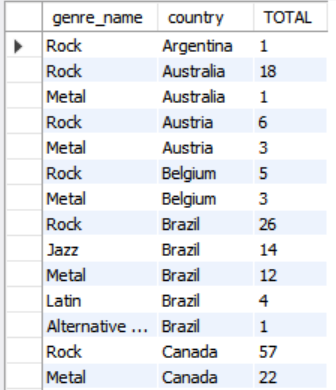 genre_name country TOTAL
Rock Argentina 1
Rock Australia 18
Metal Australia 1
Rock Austria 6
Metal Austria 3
Rock Belgium 5
Metal Belgium 3
Rock Brazil 26
Jazz Brazil 14
Metal Brazil 12
Latin Brazil 4
Alternative ... Brazil 1
Rock Canada 57
Metal Canada 22